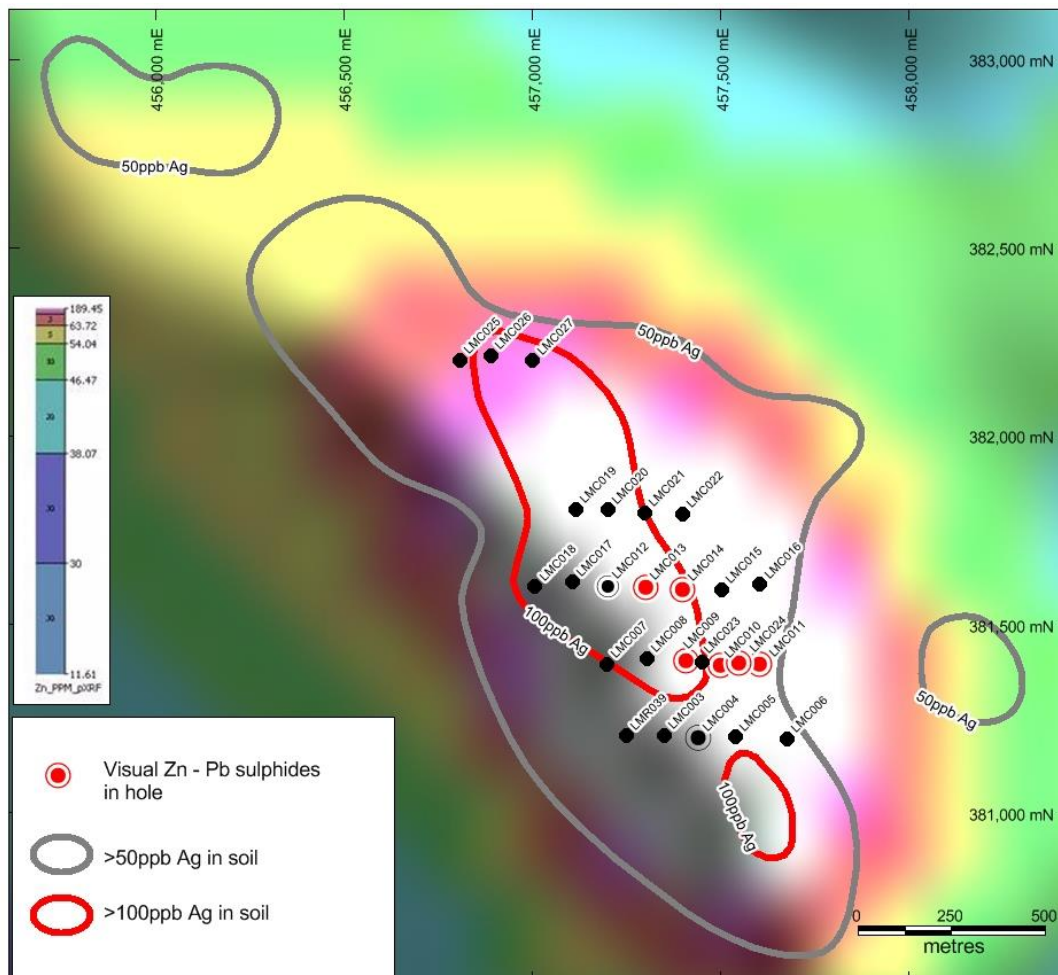 456,000 mE
456,500 mE
457,000 mE
457,500 mE
458,000 mE
383,000 mN
50ppb Ag
382,500 mN
189.45
63.72
54.04
46.47
38.07
30
11.61
Zn_PPM_pXRF
50ppb Ag
LMC025
LMC026
LMC027
382,000 mN
LMC019
LMC020
LMC021
LMC022
LMC018
LMC017
LMC012
LMC013
LMC014
LMC015
LMC016
381,500 mN
100ppb Ag
LMC007
LMC008
LMC009
LMC023
LMC010
LMC024
LMC011
50ppb Ag
LMR039
LMC003
LMC004
LMC005
LMC006
100ppb Ag
381,000 mN
Visual Zn - Pb sulphides
in hole
>50ppb Ag in soil
>100ppb Ag in soil
0 250 500
metres